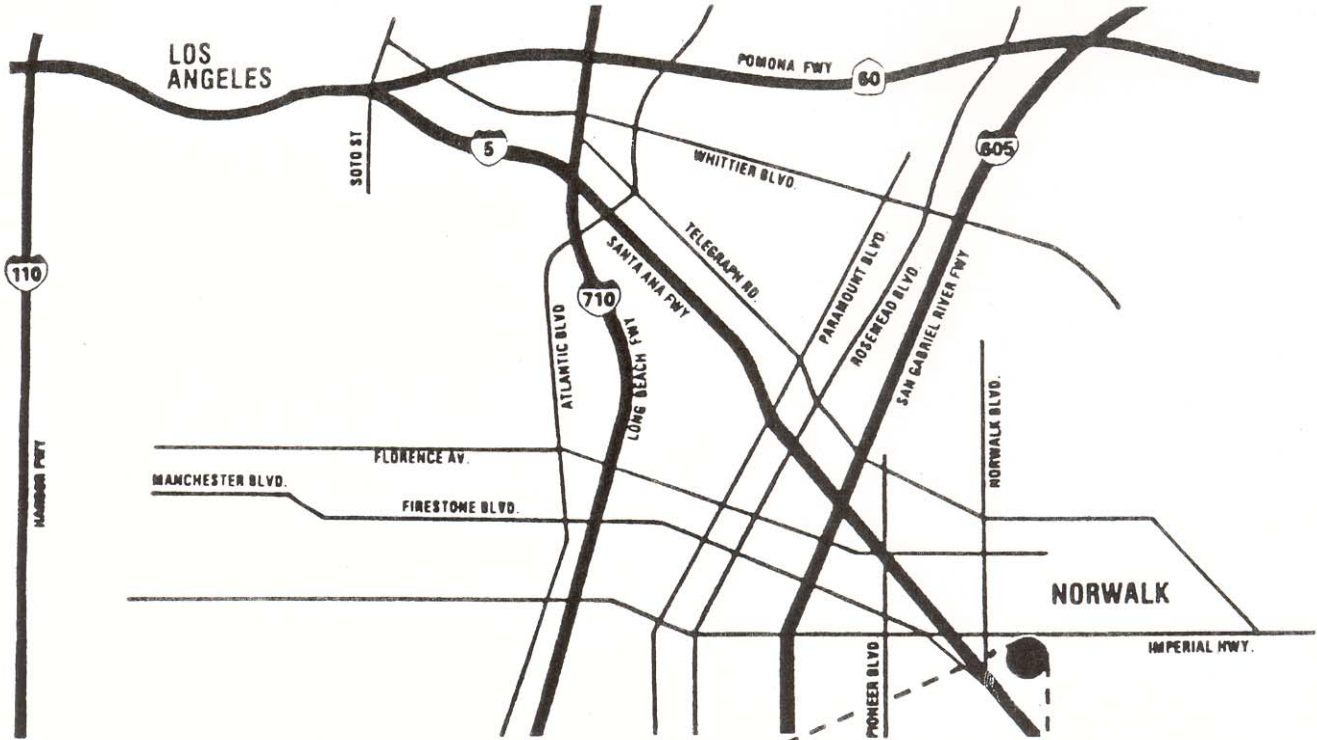 LOS
ANGELES
POMONA FWY
60
SOTO ST
5
WHITTIER BLVD.
605
110
SANTA ANA FWY
TELEGRAPH RD.
PARAMOUNT BLVD.
ROSEMEAD BLVD.
SAN GABRIEL RIVER FWY
710
ATLANTIC BLVD
LONG BEACH FWY
NORWALK BLVD.
FLORENCE AV.
MANCHESTER BLVD.
FIRESTONE BLVD.
HARBOR FWY
NORWALK
IMPERIAL HWY.
PIONEER BLVD